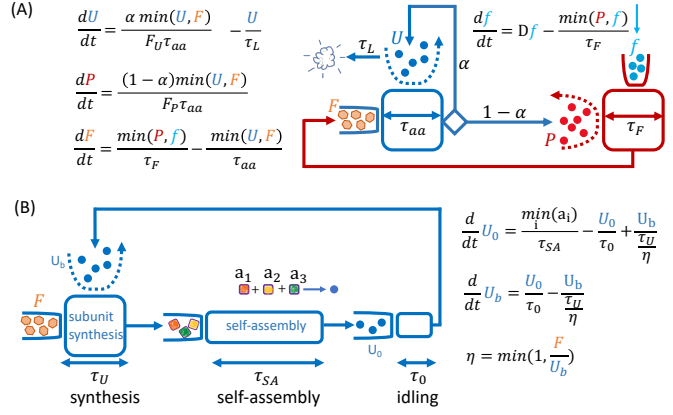 (A)
dU/dt = α min(U, F)/(F_U τ_aa) − U/τ_L
dP/dt = (1 − α)min(U, F)/(F_P τ_aa)
dF/dt = min(P, f)/τ_F − min(U, F)/τ_aa
τ_L
U
α
df/dt = Df − min(P, f)/τ_F
f
F
τ_aa
1 − α
P
τ_F
(B)
U_b
F
subunit
synthesis
a_1 + a_2 + a_3
self-assembly
U_0
τ_U
τ_SA
τ_0
synthesis
self-assembly
idling
d/dt U_0 = min_i(a_i)/τ_SA − U_0/τ_0 + U_b/(τ_U/η)
d/dt U_b = U_0/τ_0 − U_b/(τ_U/η)
η = min(1, F/U_b)